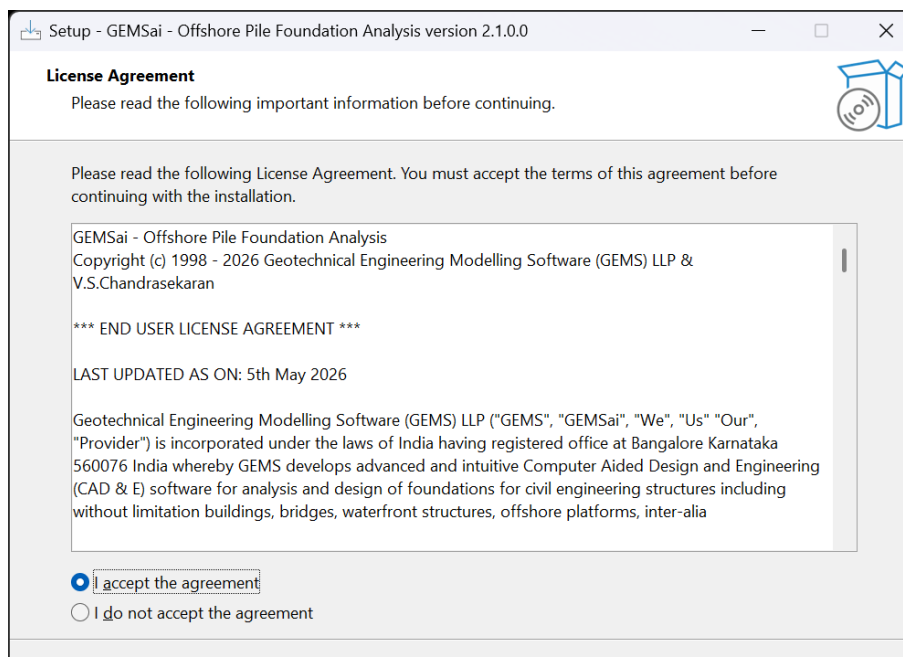 Setup - GEMSai - Offshore Pile Foundation Analysis version 2.1.0.0
License Agreement
Please read the following important information before continuing.
Please read the following License Agreement. You must accept the terms of this agreement before
continuing with the installation.
GEMSai - Offshore Pile Foundation Analysis
Copyright (c) 1998 - 2026 Geotechnical Engineering Modelling Software (GEMS) LLP &
V.S.Chandrasekaran
*** END USER LICENSE AGREEMENT ***
LAST UPDATED AS ON: 5th May 2026
Geotechnical Engineering Modelling Software (GEMS) LLP ("GEMS", "GEMSai", "We", "Us" "Our",
"Provider") is incorporated under the laws of India having registered office at Bangalore Karnataka
560076 India whereby GEMS develops advanced and intuitive Computer Aided Design and Engineering
(CAD & E) software for analysis and design of foundations for civil engineering structures including
without limitation buildings, bridges, waterfront structures, offshore platforms, inter-alia
I accept the agreement
I do not accept the agreement